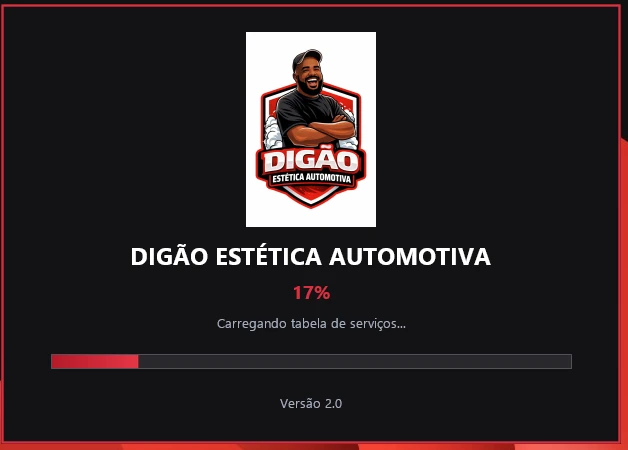 DIGÃO
ESTÉTICA AUTOMOTIVA
DIGÃO ESTÉTICA AUTOMOTIVA
17%
Carregando tabela de serviços...
Versão 2.0